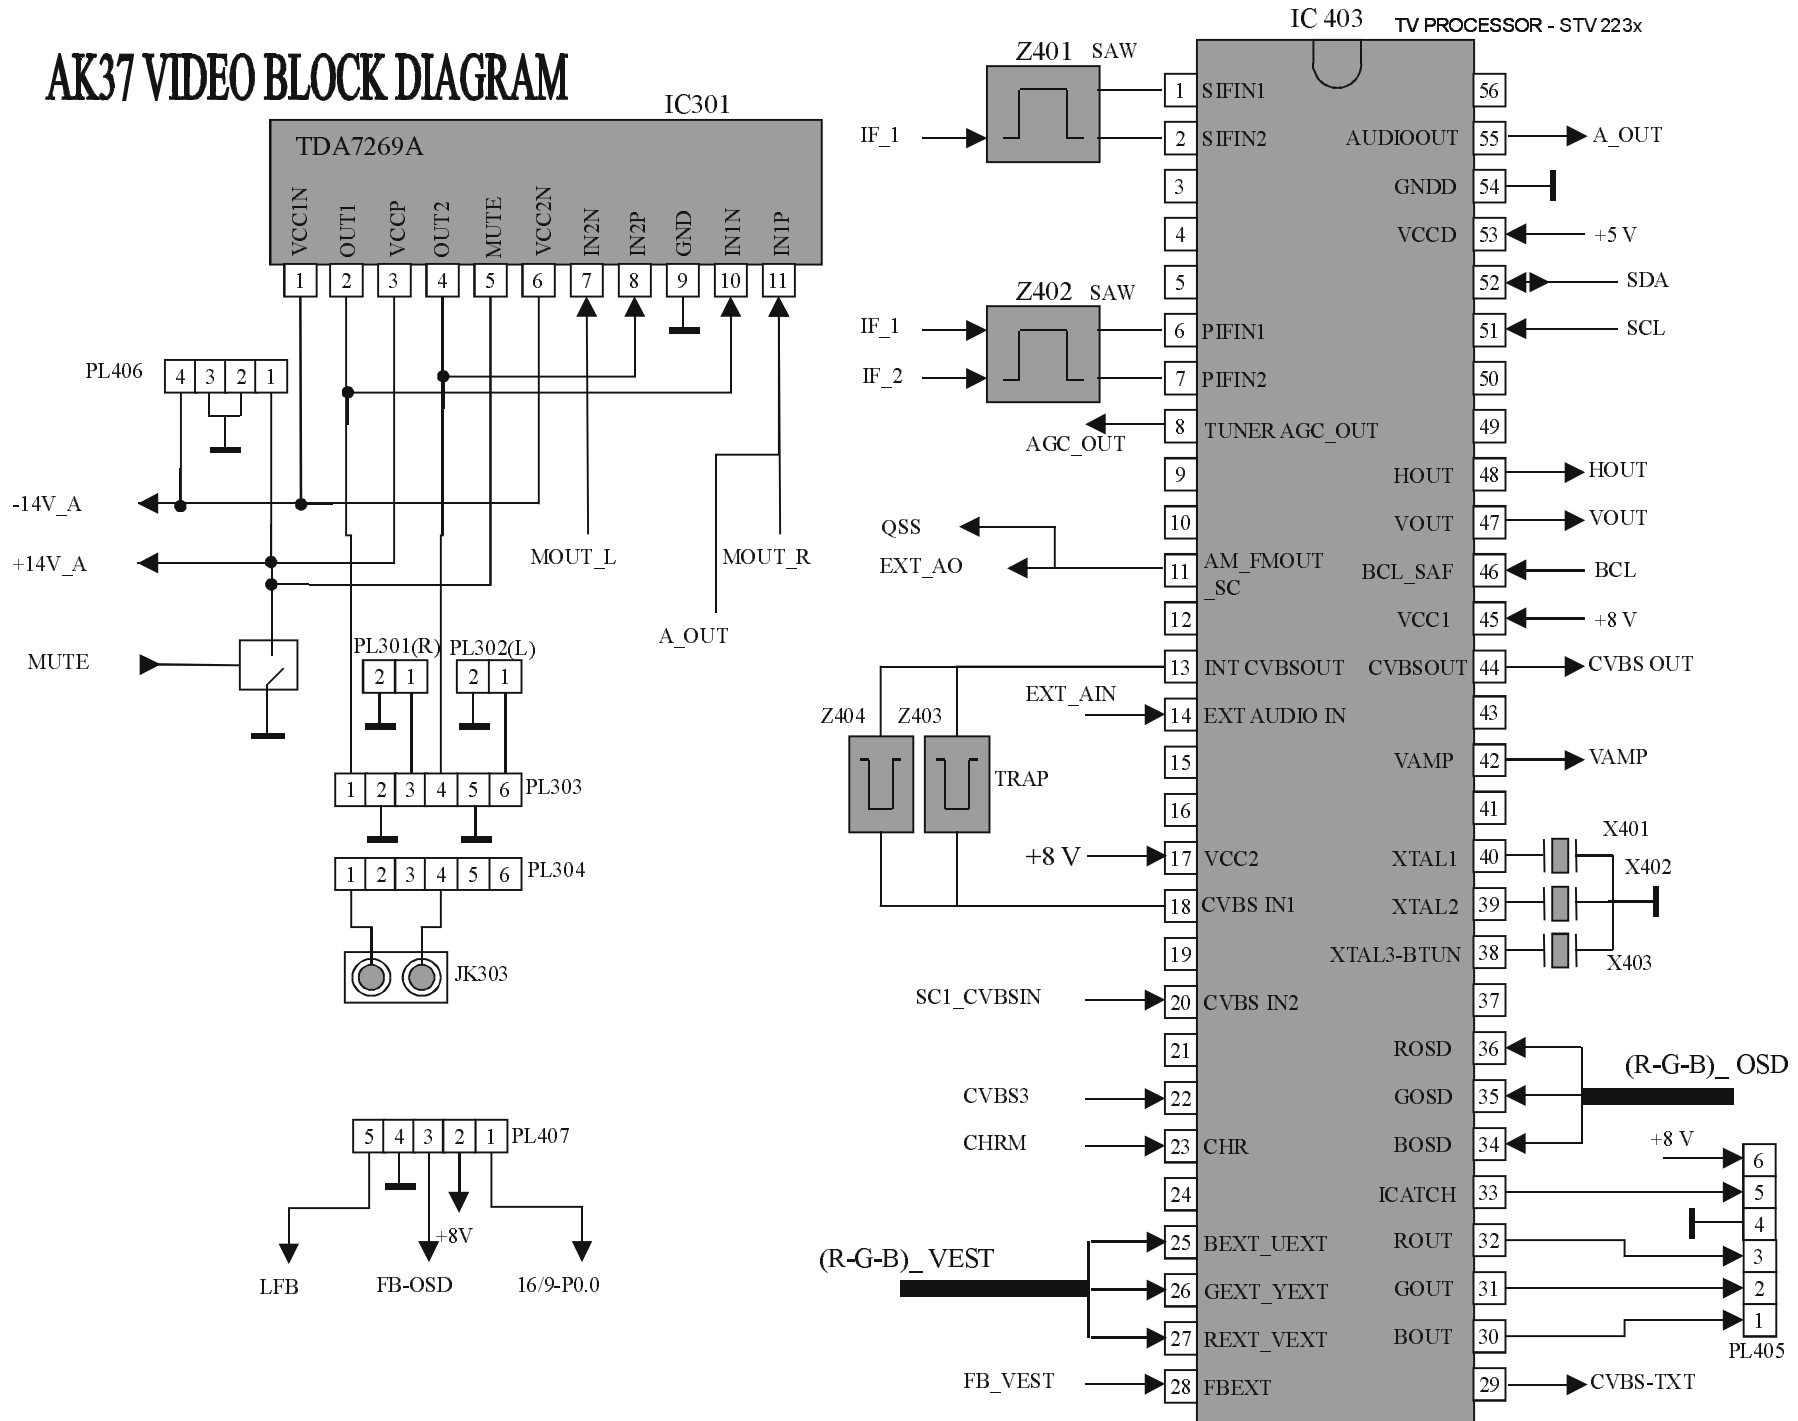 AK37 VIDEO BLOCK DIAGRAM
IC301
TDA7269A
VCC1N
OUT1
VCCP
OUT2
MUTE
VCC2N
IN2N
IN2P
GND
IN1N
IN1P
1 2 3 4 5 6 7 8 9 10 11
PL406
4 3 2 1
-14V_A
+14V_A
MUTE
MOUT_L
MOUT_R
A_OUT
PL301(R)
2 1
PL302(L)
2 1
1 2 3 4 5 6
PL303
1 2 3 4 5 6
PL304
JK303
5 4 3 2 1
PL407
+8V
LFB
FB-OSD
16/9-P0.0
IC 403
TV PROCESSOR - STV 223x
Z401 SAW
IF_1
Z402 SAW
IF_1
IF_2
AGC_OUT
QSS
EXT_AO
EXT_AIN
Z404
Z403
TRAP
+8 V
SC1_CVBSIN
CVBS3
CHRM
(R-G-B)_ VEST
FB_VEST
1 SIFIN1
2 SIFIN2
3
4
5
6 PIFIN1
7 PIFIN2
8 TUNER AGC_OUT
9
10
11 AM_FMOUT
_SC
12
13 INT CVBSOUT
14 EXT AUDIO IN
15
16
17 VCC2
18 CVBS IN1
19
20 CVBS IN2
21
22
23 CHR
24
25 BEXT_UEXT
26 GEXT_YEXT
27 REXT_VEXT
28 FBEXT
56
AUDIOOUT 55 A_OUT
GNDD 54
VCCD 53 +5 V
52 SDA
51 SCL
50
49
HOUT 48 HOUT
VOUT 47 VOUT
BCL_SAF 46 BCL
VCC1 45 +8 V
CVBSOUT 44 CVBS OUT
43
VAMP 42 VAMP
41
XTAL1 40 X401
XTAL2 39 X402
XTAL3-BTUN 38 X403
37
ROSD 36
GOSD 35
BOSD 34
(R-G-B)_ OSD
ICATCH 33
ROUT 32
GOUT 31
BOUT 30
29 CVBS-TXT
+8 V
6
5
4
3
2
1
PL405